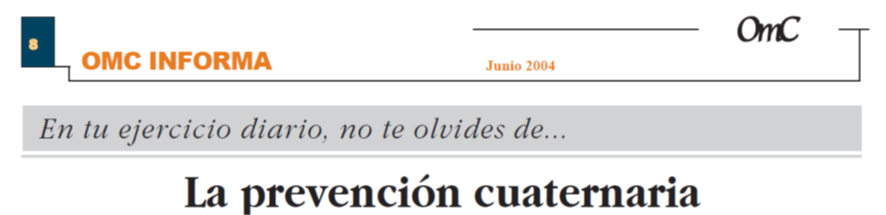 8
OmC
OMC INFORMA
Junio 2004
En tu ejercicio diario, no te olvides de...
La prevención cuaternaria